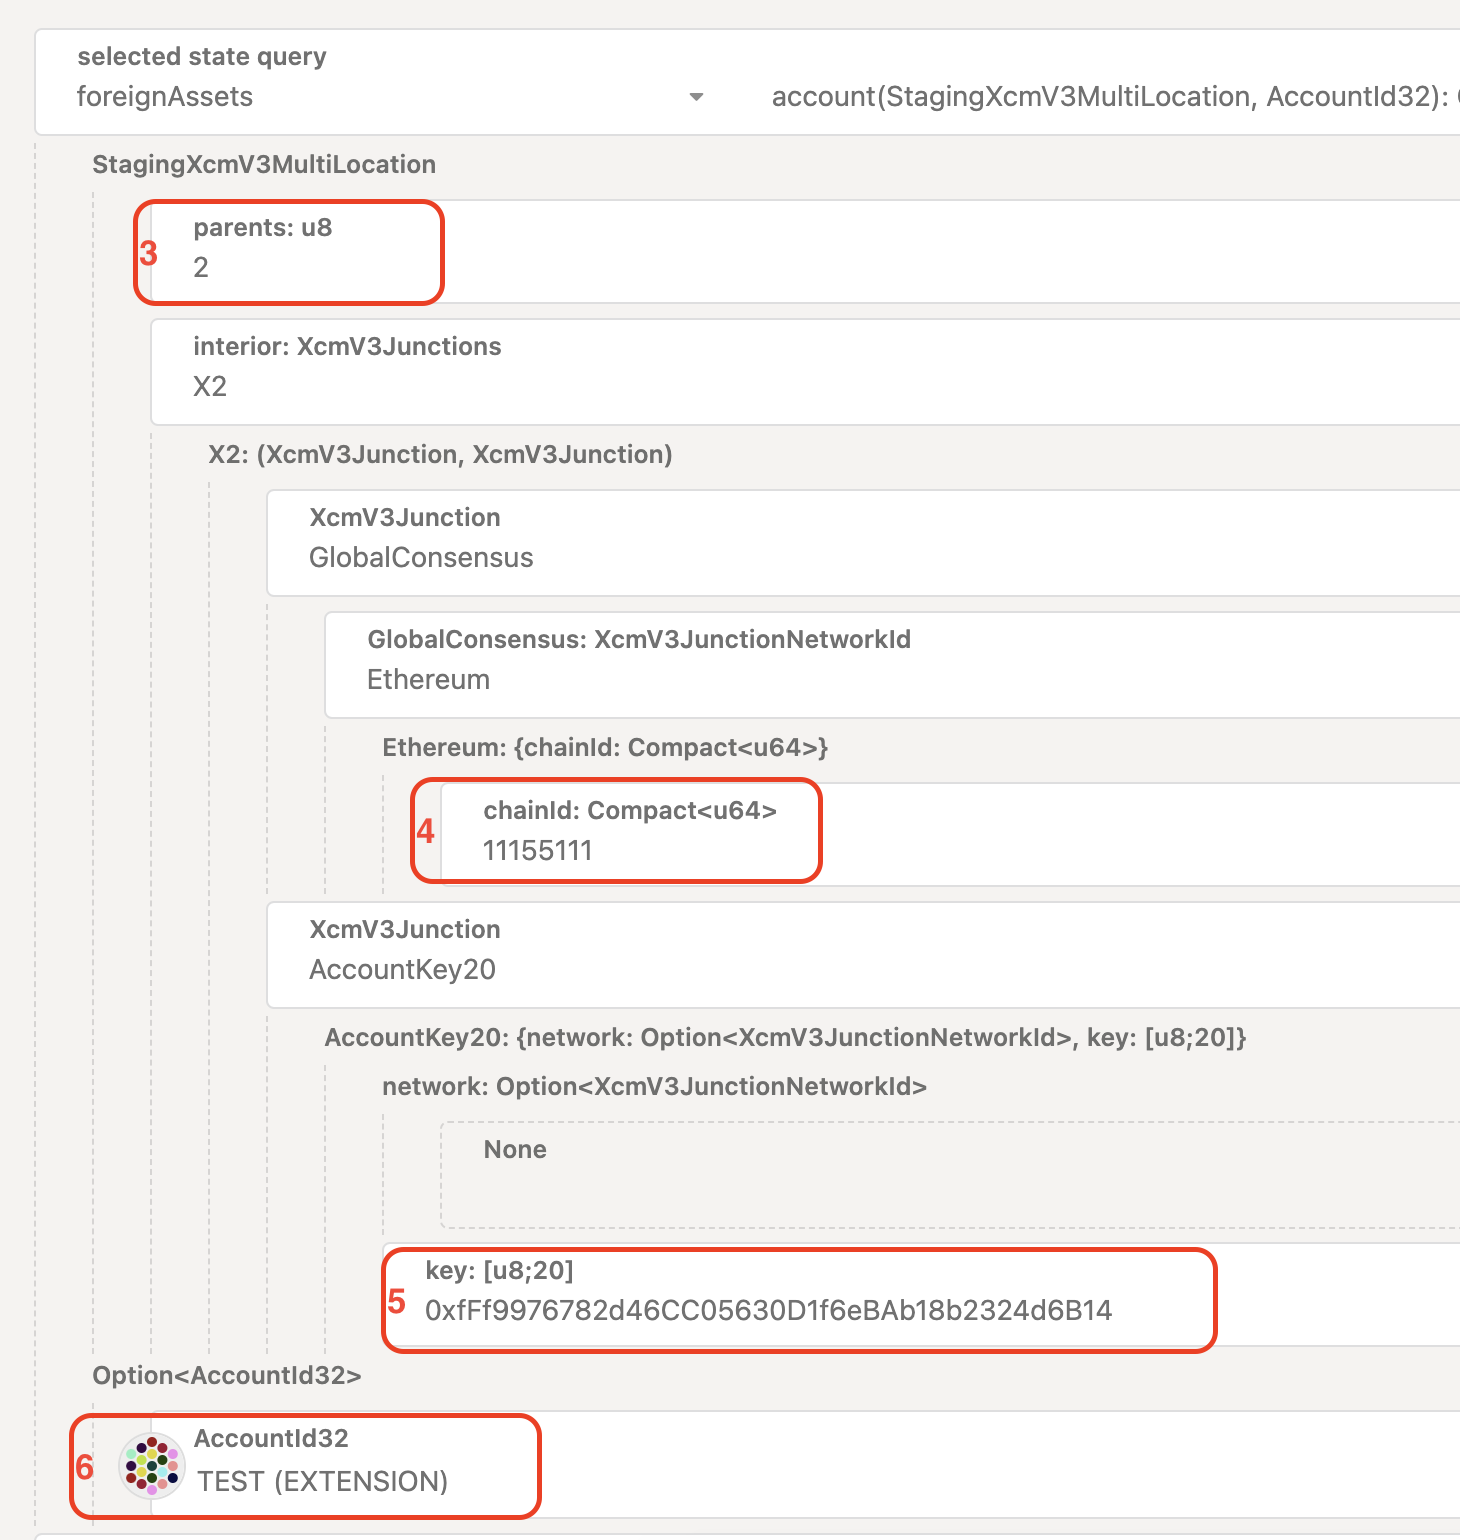 selected state query
foreignAssets
account(StagingXcmV3MultiLocation, AccountId32):
StagingXcmV3MultiLocation
3
parents: u8
2
interior: XcmV3Junctions
X2
X2: (XcmV3Junction, XcmV3Junction)
XcmV3Junction
GlobalConsensus
GlobalConsensus: XcmV3JunctionNetworkId
Ethereum
Ethereum: {chainId: Compact<u64>}
4
chainId: Compact<u64>
11155111
XcmV3Junction
AccountKey20
AccountKey20: {network: Option<XcmV3JunctionNetworkId>, key: [u8;20]}
network: Option<XcmV3JunctionNetworkId>
None
5
key: [u8;20]
0xfFf9976782d46CC05630D1f6eBAb18b2324d6B14
Option<AccountId32>
6
AccountId32
TEST (EXTENSION)